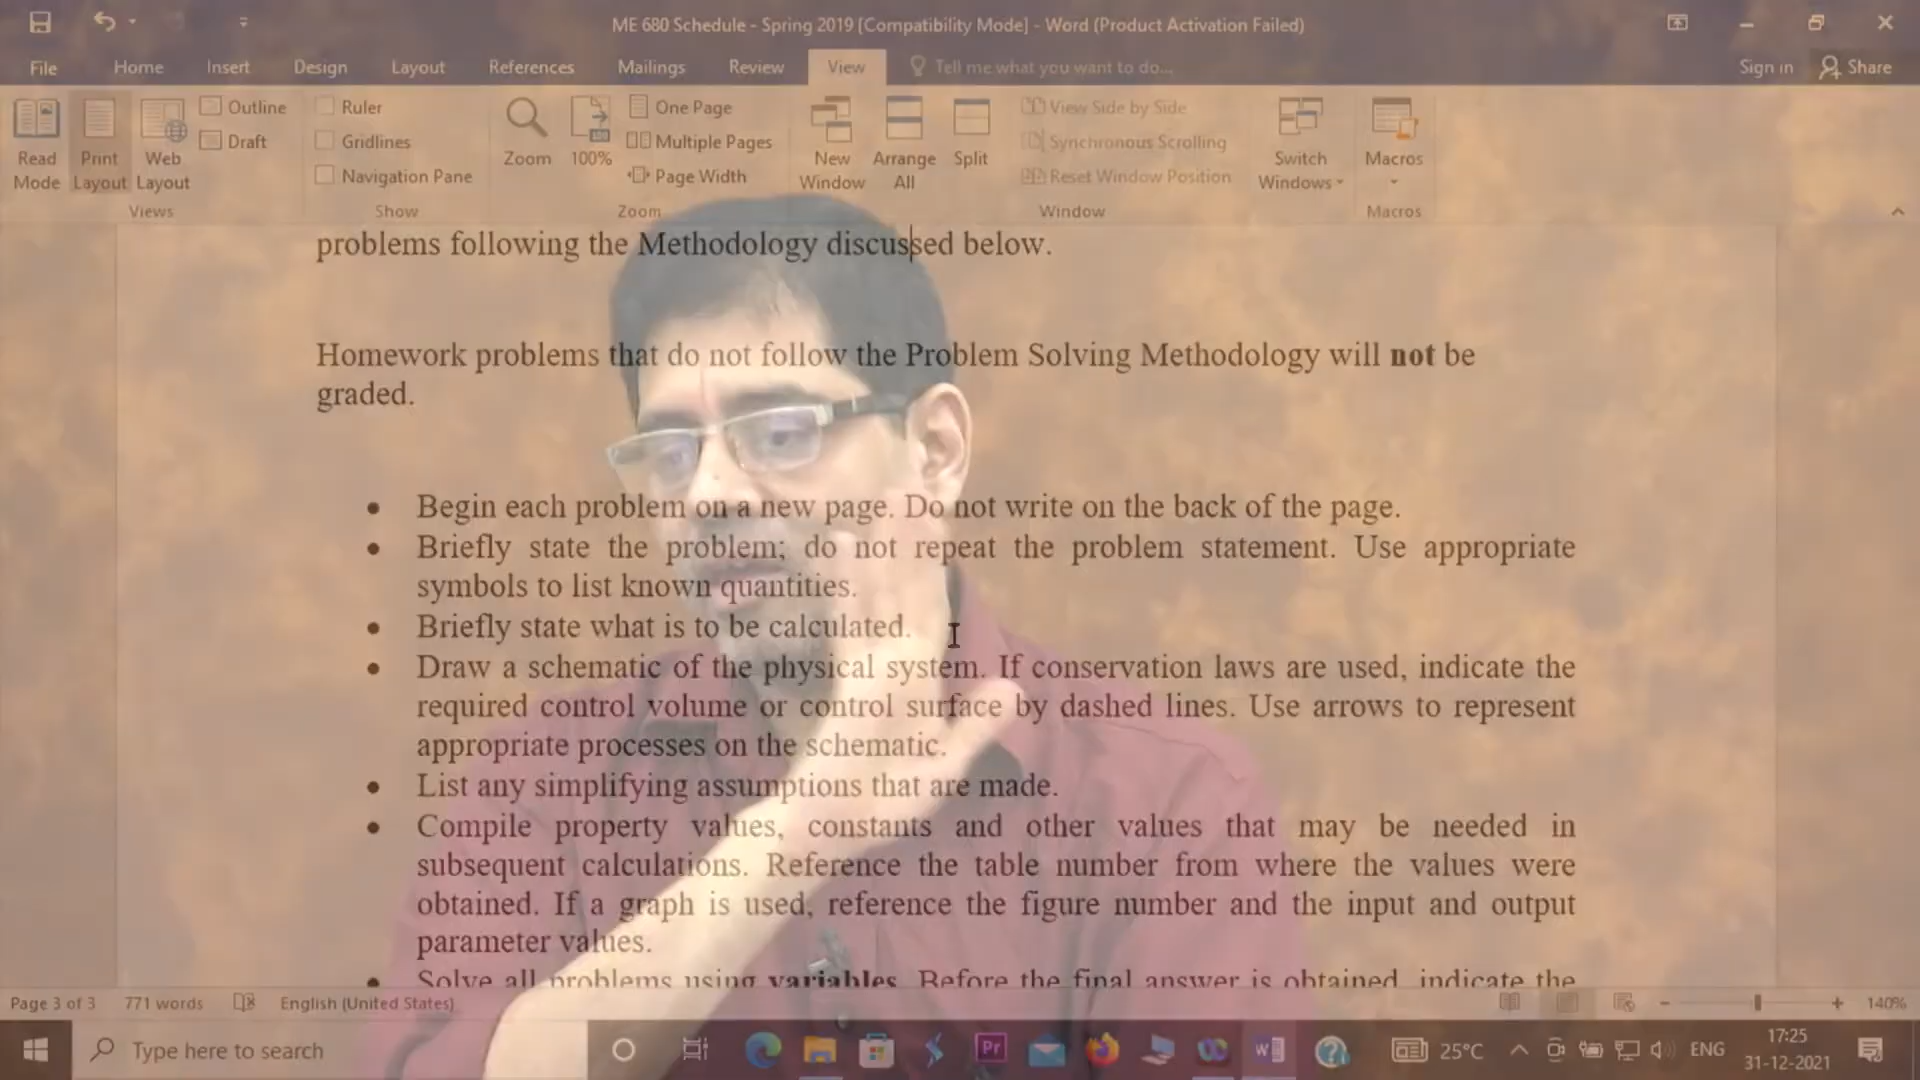 ME 680 Schedule - Spring 2019 [Compatibility Mode] - Word (Product Activation Failed)
File Home Insert Design Layout References Mailings Review View Tell me what you want to do... Sign in Share
Outline Ruler One Page View Side by Side
Draft Gridlines Multiple Pages Synchronous Scrolling
Navigation Pane Page Width Reset Window Position
Read Mode Print Layout Web Layout Zoom 100% New Window Arrange All Split Switch Windows Macros
Views Show Zoom Window Macros
problems following the Methodology discussed below.
Homework problems that do not follow the Problem Solving Methodology will not be
graded.
• Begin each problem on a new page. Do not write on the back of the page.
• Briefly state the problem; do not repeat the problem statement. Use appropriate
symbols to list known quantities.
• Briefly state what is to be calculated.
• Draw a schematic of the physical system. If conservation laws are used, indicate the
required control volume or control surface by dashed lines. Use arrows to represent
appropriate processes on the schematic.
• List any simplifying assumptions that are made.
• Compile property values, constants and other values that may be needed in
subsequent calculations. Reference the table number from where the values were
obtained. If a graph is used, reference the figure number and the input and output
parameter values.
• Solve all problems using variables. Before the final answer is obtained, indicate the
Page 3 of 3 771 words English (United States) 140%
Type here to search Pr 25°C ENG 17:25
31-12-2021